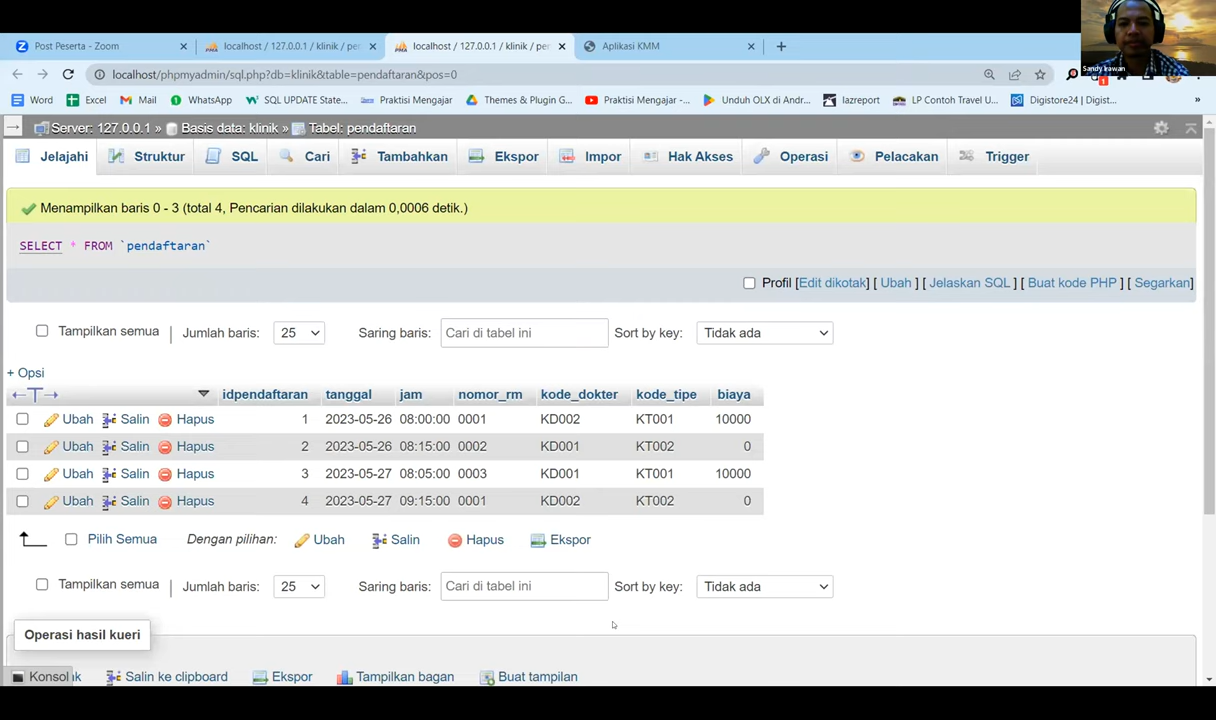 Post Peserta - Zoom
localhost / 127.0.0.1 / klinik / pe
localhost / 127.0.0.1 / klinik / pe
Aplikasi KMM
Sandy Irawan
localhost/phpmyadmin/sql.php?db=klinik&table=pendaftaran&pos=0
1
Word Excel Mail WhatsApp SQL UPDATE State... Praktisi Mengajar Themes & Plugin G... Praktisi Mengajar -... Unduh OLX di Andr... lazreport LP Contoh Travel U... Digistore24 | Digist... »
Server: 127.0.0.1 » Basis data: klinik » Tabel: pendaftaran
Jelajahi Struktur SQL Cari Tambahkan Ekspor Impor Hak Akses Operasi Pelacakan Trigger
Menampilkan baris 0 - 3 (total 4, Pencarian dilakukan dalam 0,0006 detik.)
SELECT * FROM `pendaftaran`
Profil [Edit dikotak] [ Ubah ] [ Jelaskan SQL ] [ Buat kode PHP ] [ Segarkan]
Tampilkan semua | Jumlah baris: 25 Saring baris: Cari di tabel ini Sort by key: Tidak ada
+ Opsi
←T→ idpendaftaran tanggal jam nomor_rm kode_dokter kode_tipe biaya
Ubah Salin Hapus 1 2023-05-26 08:00:00 0001 KD002 KT001 10000
Ubah Salin Hapus 2 2023-05-26 08:15:00 0002 KD001 KT002 0
Ubah Salin Hapus 3 2023-05-27 08:05:00 0003 KD001 KT001 10000
Ubah Salin Hapus 4 2023-05-27 09:15:00 0001 KD002 KT002 0
Pilih Semua Dengan pilihan: Ubah Salin Hapus Ekspor
Tampilkan semua | Jumlah baris: 25 Saring baris: Cari di tabel ini Sort by key: Tidak ada
Operasi hasil kueri
Konsol k Salin ke clipboard Ekspor Tampilkan bagan Buat tampilan